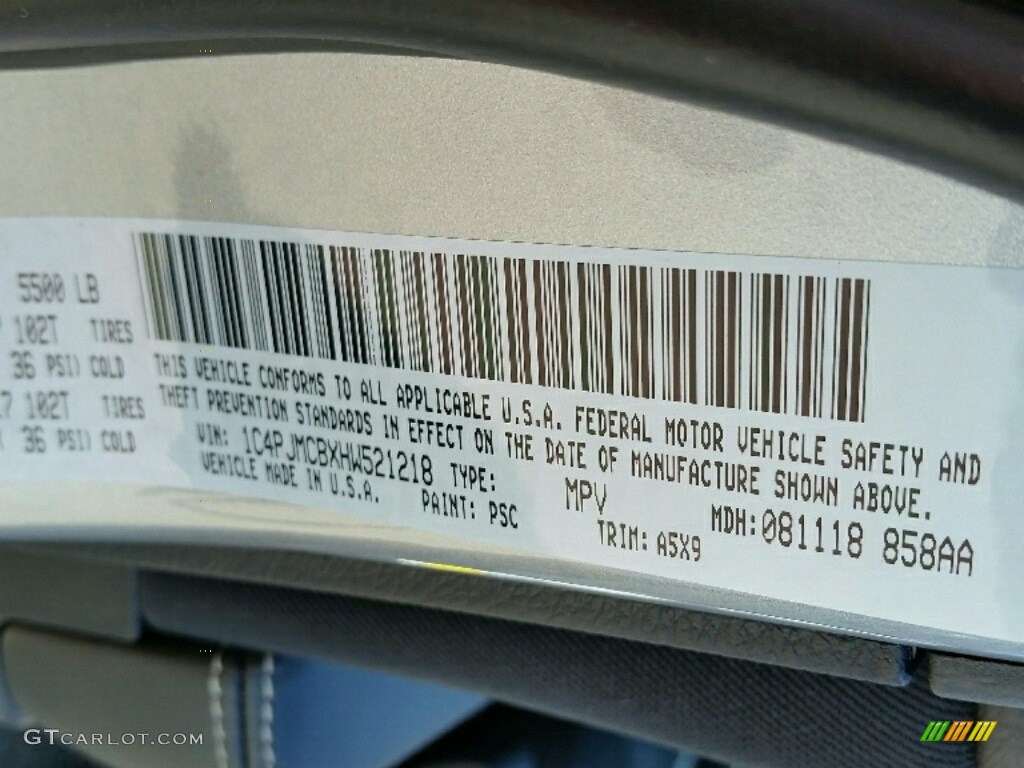 5500 LB
102T TIRES
36 PSI) COLD
7 102T TIRES
36 PSI) COLD
THIS VEHICLE CONFORMS TO ALL APPLICABLE U.S.A. FEDERAL MOTOR VEHICLE SAFETY AND
THEFT PREVENTION STANDARDS IN EFFECT ON THE DATE OF MANUFACTURE SHOWN ABOVE.
VIN: 1C4PJMCBXHW521218 TYPE: MPV MDH: 081118 858AA
VEHICLE MADE IN U.S.A. PAINT: PSC TRIM: A5X9
GTCARLOT.COM